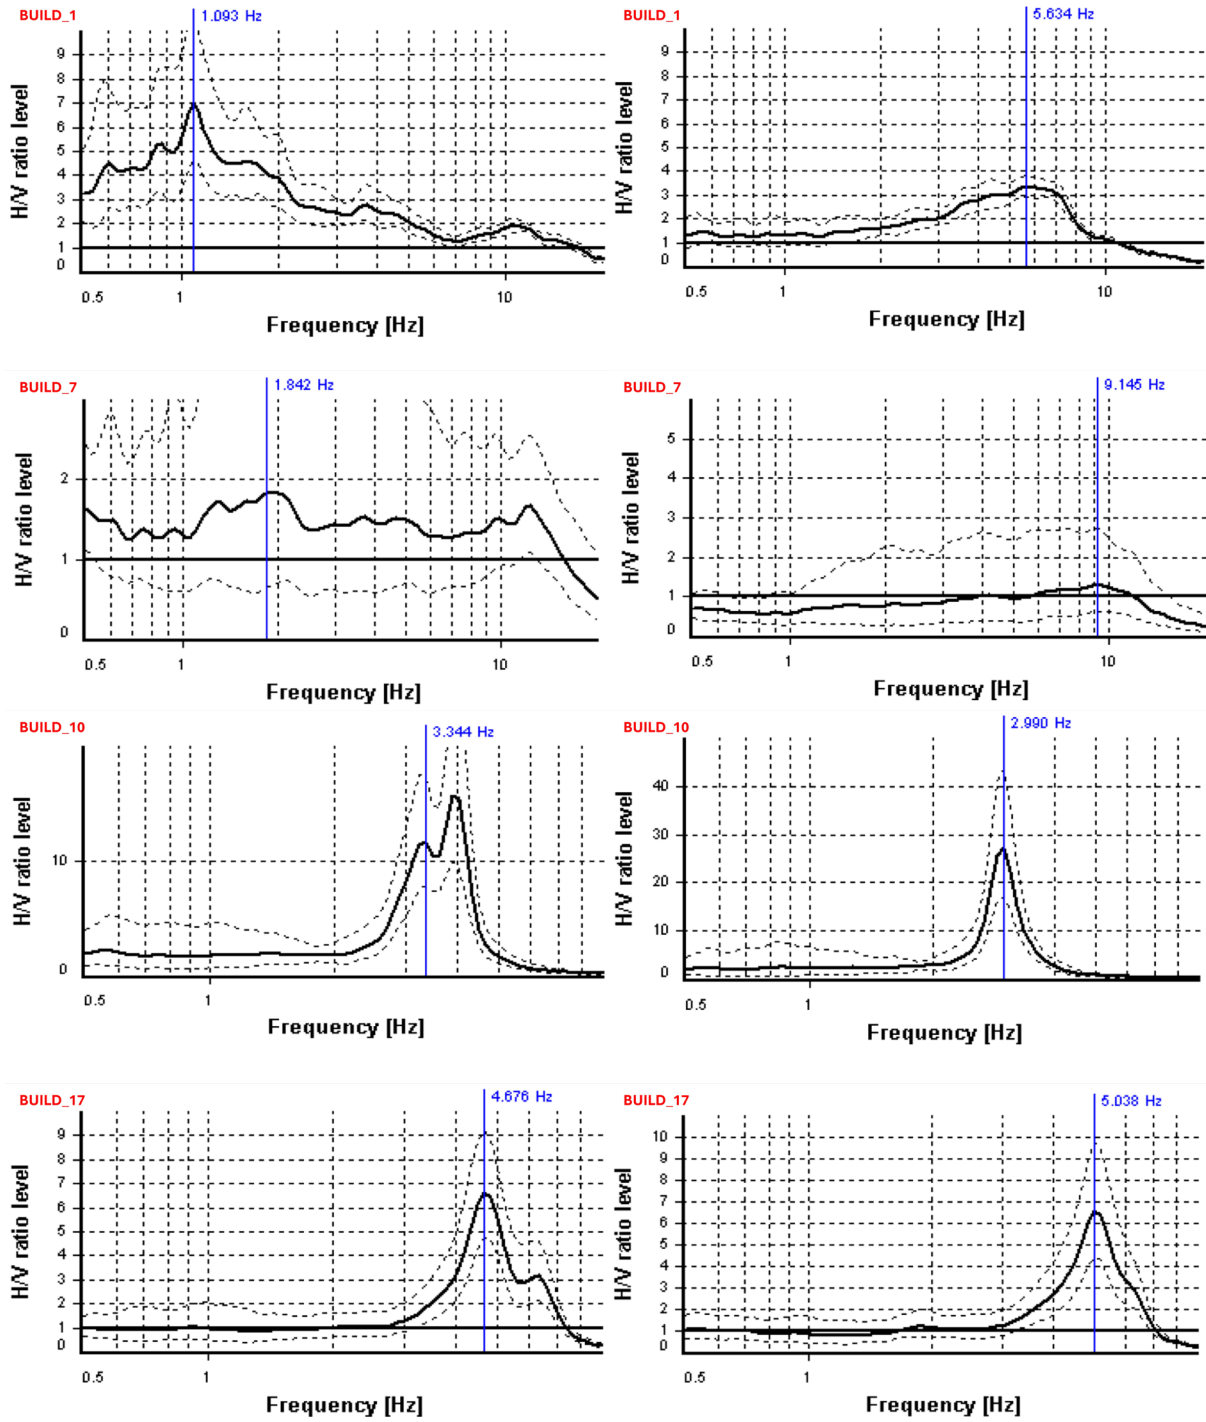 BUILD_1
1.093 Hz
9
8
7
6
5
4
3
2
1
0
H/V ratio level
0.5
1
10
Frequency [Hz]
BUILD_1
5.634 Hz
9
8
7
6
5
4
3
2
1
0
H/V ratio level
0.5
1
10
Frequency [Hz]
BUILD_7
1.842 Hz
2
1
0
H/V ratio level
0.5
1
10
Frequency [Hz]
BUILD_7
9.145 Hz
5
4
3
2
1
0
H/V ratio level
0.5
1
10
Frequency [Hz]
BUILD_10
3.344 Hz
10
0
H/V ratio level
0.5
1
Frequency [Hz]
BUILD_10
2.990 Hz
40
30
20
10
0
H/V ratio level
0.5
1
Frequency [Hz]
BUILD_17
4.676 Hz
9
8
7
6
5
4
3
2
1
0
H/V ratio level
0.5
1
Frequency [Hz]
BUILD_17
5.038 Hz
10
9
8
7
6
5
4
3
2
1
0
H/V ratio level
0.5
1
Frequency [Hz]